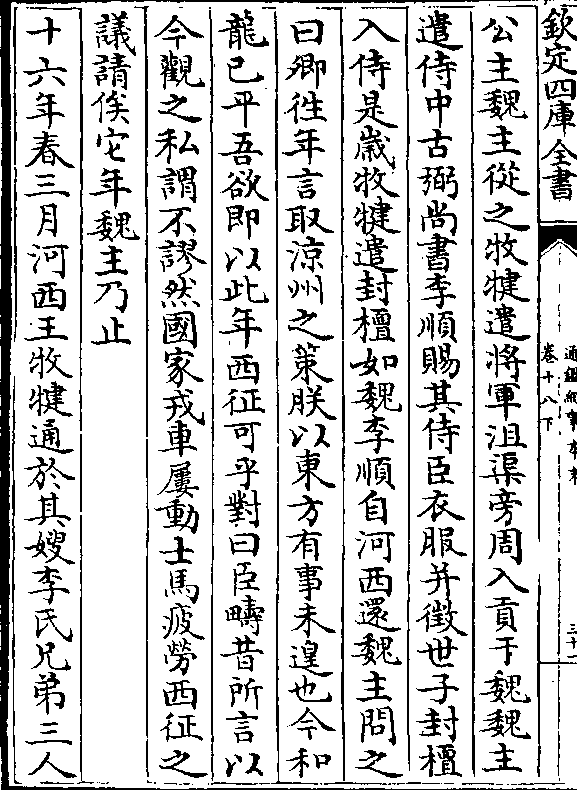 欽定四庫全書
通鑑紀事本末
卷十八下
三十一
公主魏主從之牧犍遣將軍沮渠旁周入貢于魏魏主
遣侍中古弼尚書李順賜其侍臣衣服并徵世子封檀
入侍是歲牧犍遣封檀如魏李順自河西還魏主問之
曰卿徃年言取涼州之策朕以東方有事未遑也今和
龍已平吾欲即以此年西征可乎對曰臣疇昔所言以
今觀之私謂不謬然國家戎車屢動士馬疲勞西征之
議請俟它年魏主乃止
十六年春三月河西王牧犍通於其嫂李氏兄弟三人